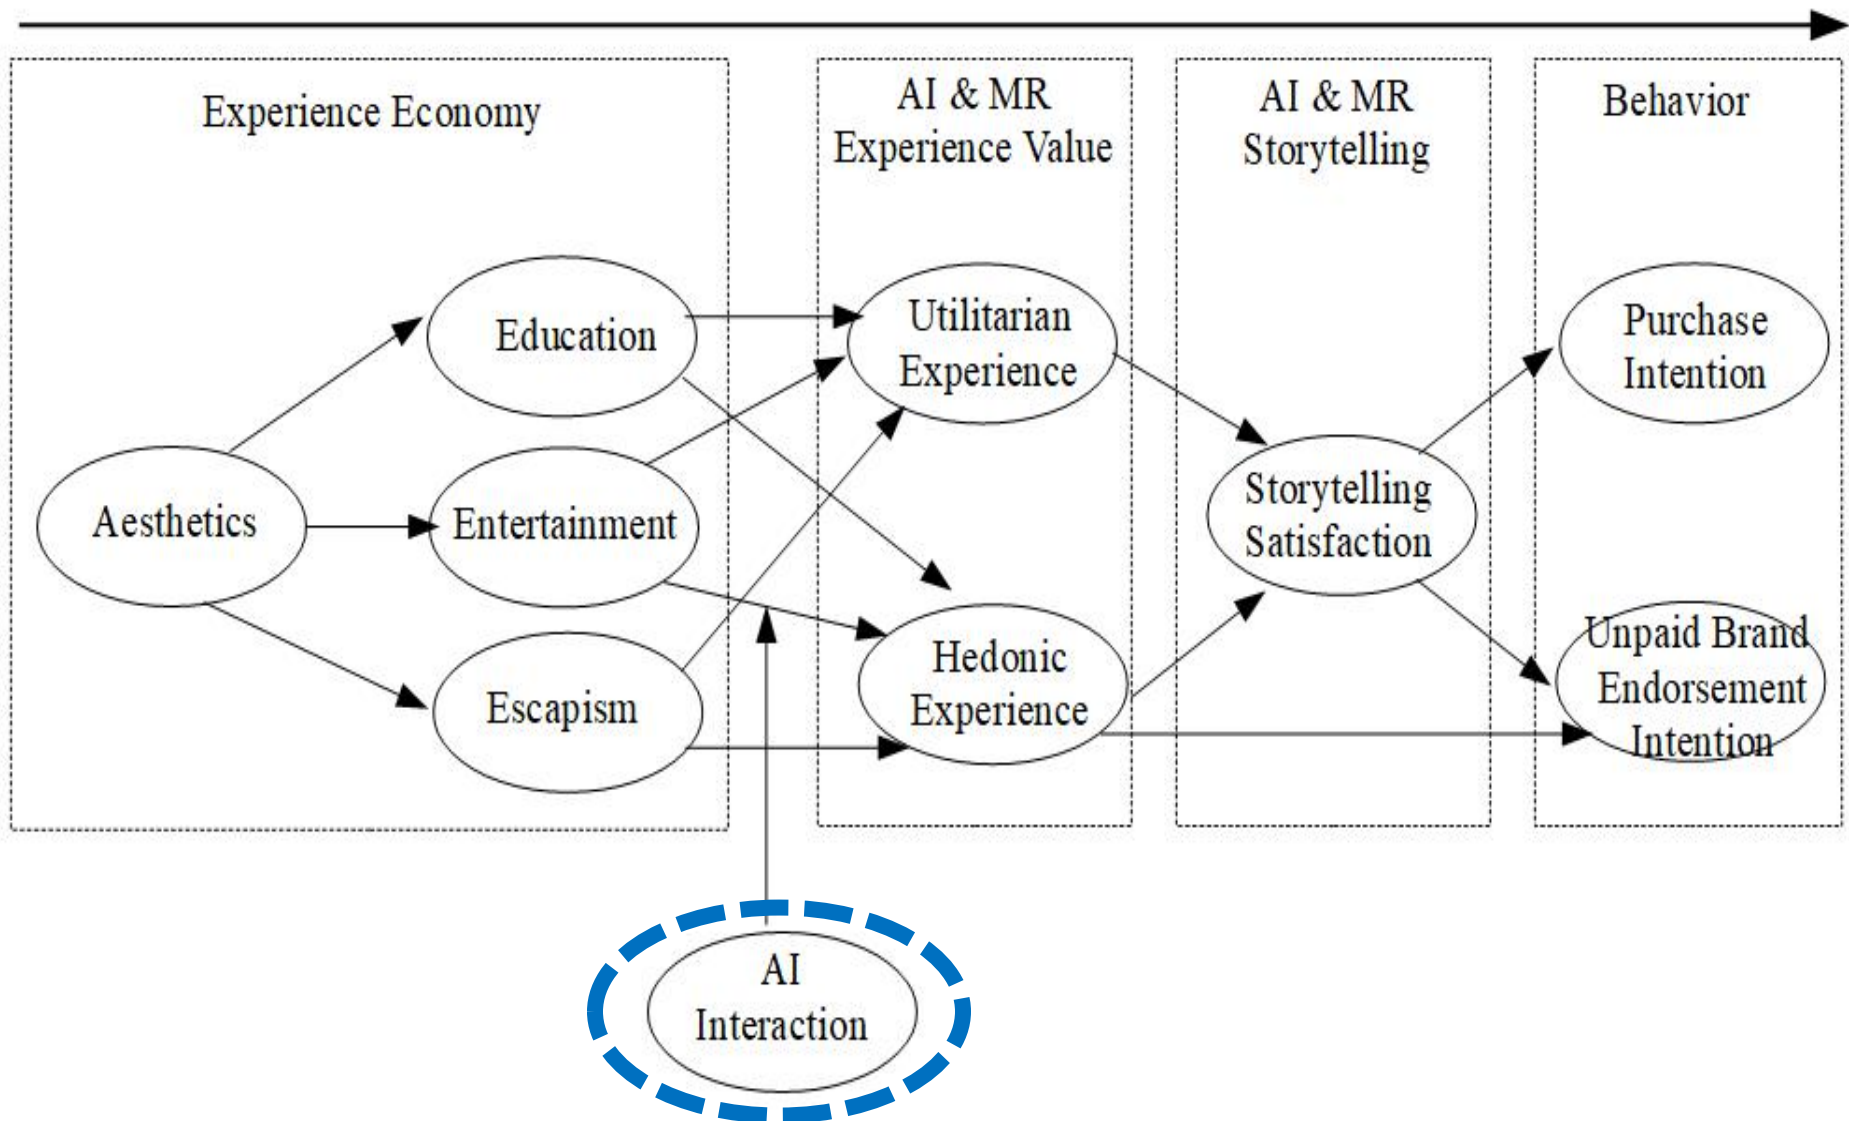 Experience Economy
AI & MR
Experience Value
AI & MR
Storytelling
Behavior
Education
Utilitarian
Experience
Purchase
Intention
Aesthetics
Entertainment
Storytelling
Satisfaction
Escapism
Hedonic
Experience
Unpaid Brand
Endorsement
Intention
AI
Interaction